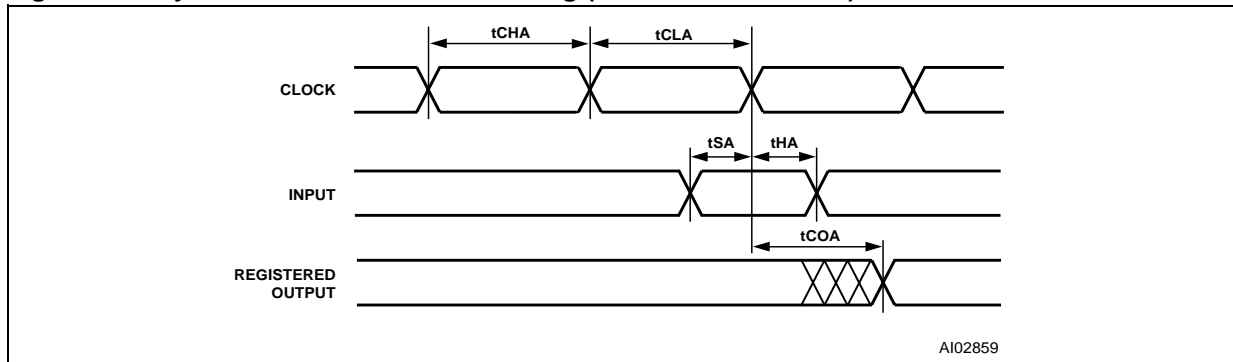 tCHA tCLA
CLOCK
tSA tHA
INPUT
tCOA
REGISTERED
OUTPUT
AI02859